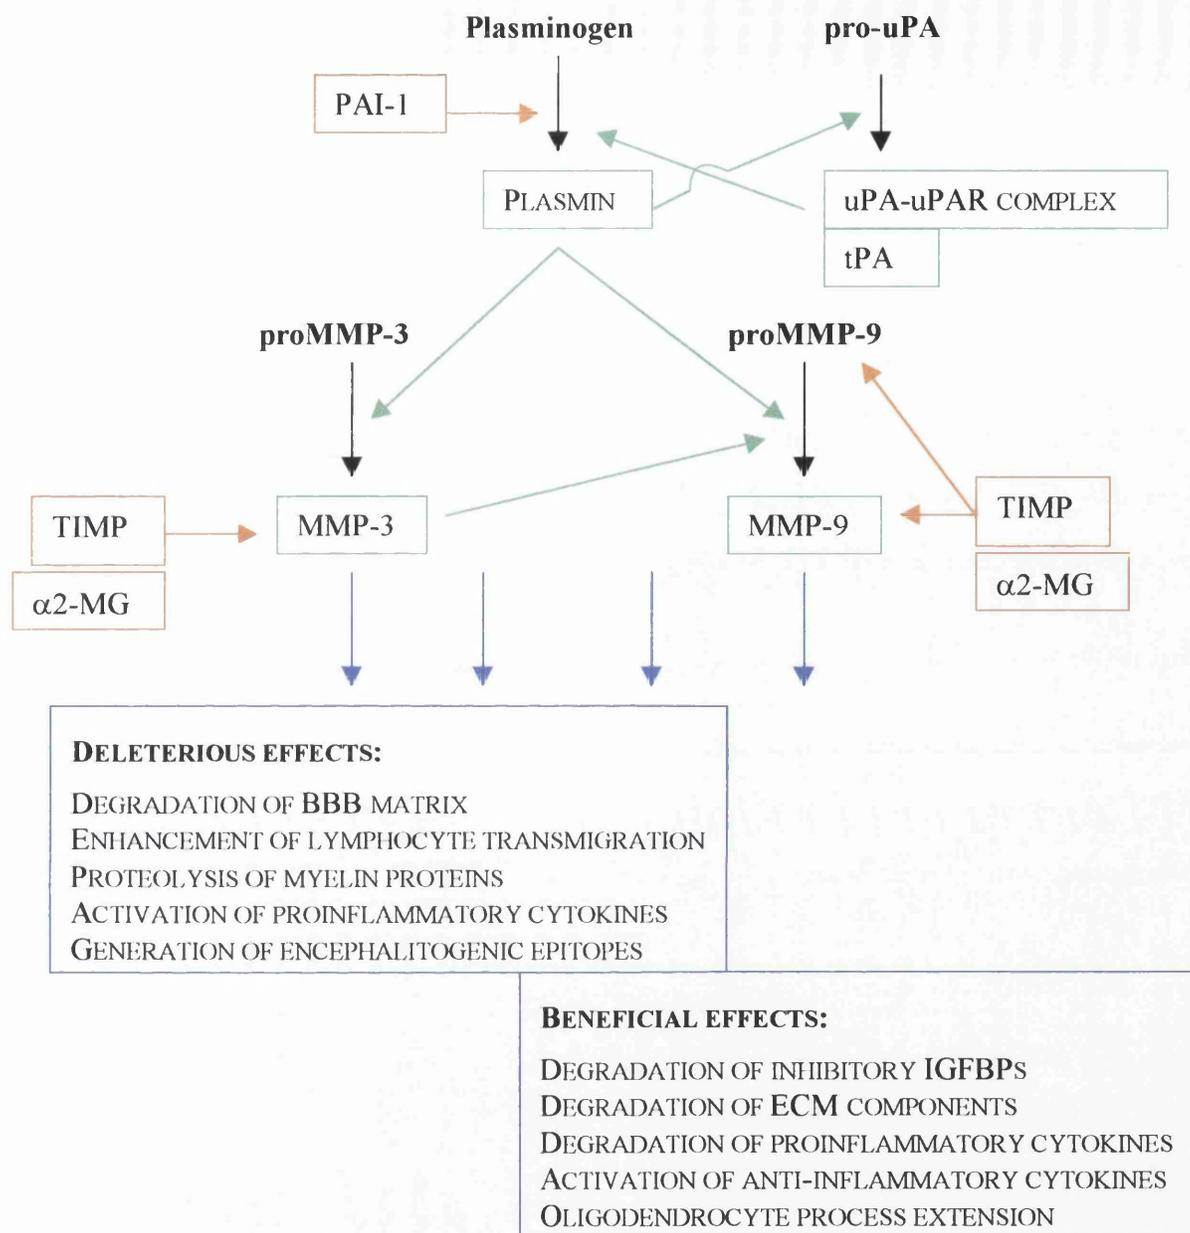 Plasminogen
pro-uPA
PAI-1
PLASMIN
uPA-uPAR COMPLEX
tPA
proMMP-3
proMMP-9
TIMP
MMP-3
MMP-9
TIMP
α2-MG
α2-MG
DELETERIOUS EFFECTS:
DEGRADATION OF BBB MATRIX
ENHANCEMENT OF LYMPHOCYTE TRANSMIGRATION
PROTEOLYSIS OF MYELIN PROTEINS
ACTIVATION OF PROINFLAMMATORY CYTOKINES
GENERATION OF ENCEPHALITOGENIC EPITOPES
BENEFICIAL EFFECTS:
DEGRADATION OF INHIBITORY IGFBPS
DEGRADATION OF ECM COMPONENTS
DEGRADATION OF PROINFLAMMATORY CYTOKINES
ACTIVATION OF ANTI-INFLAMMATORY CYTOKINES
OLIGODENDROCYTE PROCESS EXTENSION